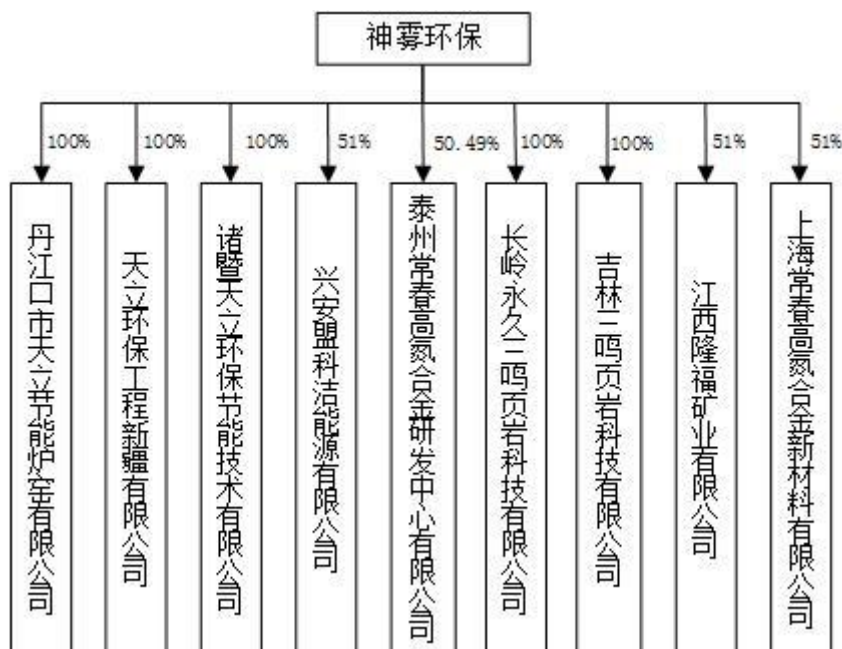 神雾环保
100%
100%
100%
51%
50.49%
100%
100%
51%
51%
丹江口市天立节能炉窑有限公司
天立环保工程新疆有限公司
诸暨天立环保节能技术有限公司
兴安盟科洁能源有限公司
泰州常春高氮合金研发中心有限公司
长岭永久三鸣页岩科技有限公司
吉林三鸣页岩科技有限公司
江西隆福矿业有限公司
上海常春高氮合金新材料有限公司